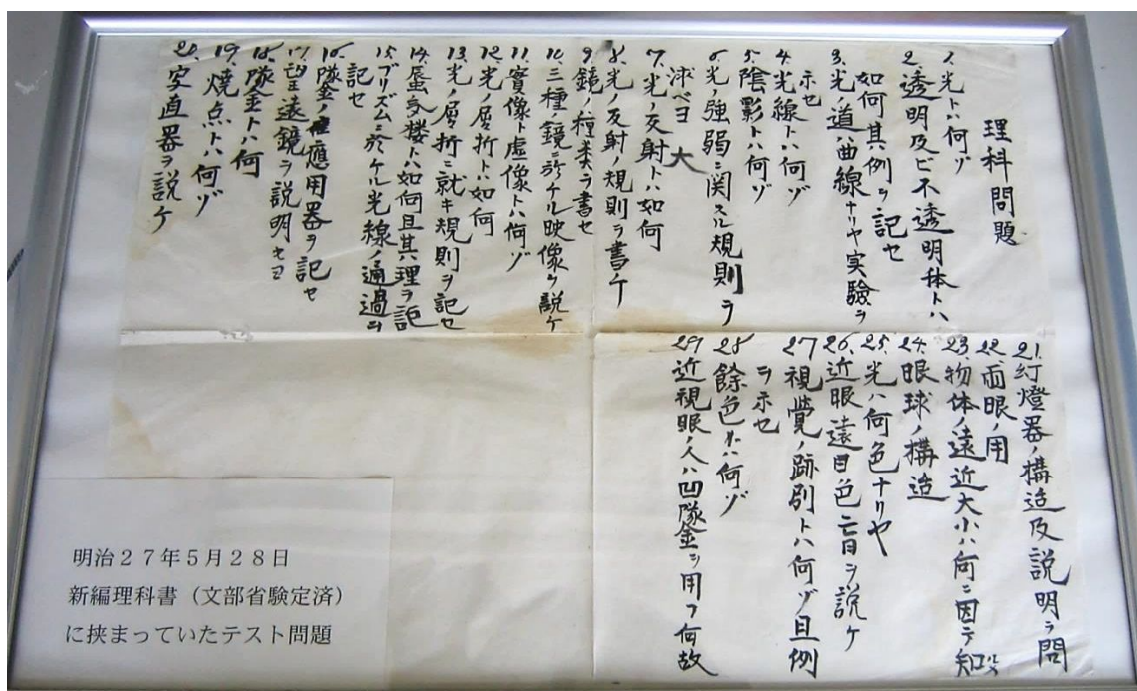 理科問題
1. 光トハ何ゾ
2. 透明及ビ不透明体トハ
如何其ノ例ヲ記セ
3. 光ノ道ハ曲線ナリヤ実驗ヲ
示セ
4. 光線トハ何ゾ
5. 陰影トハ何ゾ
6. 光ノ強弱ニ関スル規則ヲ
求ベヨ 大
7. 光ノ反射トハ如何
8. 光ノ反射ノ規則ヲ書ケ
9. 鏡ノ種类ヲ書セ
10. 三種ノ鏡ニ於ケル映像ヲ説ケ
11. 實像ト虚像トハ何ゾ
12. 光ノ屈折トハ如何
13. 光ノ屈折ニ就キ規則ヲ記セ
14. 蜃気楼トハ如何且其理ヲ記
15. プリズムニ於ケル光線ノ通過ヲ
記セ
16. 隊金ノ應用器ヲ記セ
17. 望遠鏡ヲ説明セヨ
18. 隊金トハ何
19. 焼点トハ何ゾ
20. 写直器ヲ説ケ
21. 幻燈器ノ構造及説明ヲ問
22. 両眼ノ用
23. 物体ノ遠近大小ハ何ニ因テ知
24. 眼球ノ構造
25. 光ハ何色ナリヤ
26. 近眼遠目色盲ヲ説ケ
27. 視覚ノ跡別トハ何ゾ且例
ヲ示セ
28. 餘色トハ何ゾ
29. 近視眼ノ人ハ凹隊金ヲ用フ何故
明治27年5月28日
新編理科書（文部省験定済）
に挟まっていたテスト問題